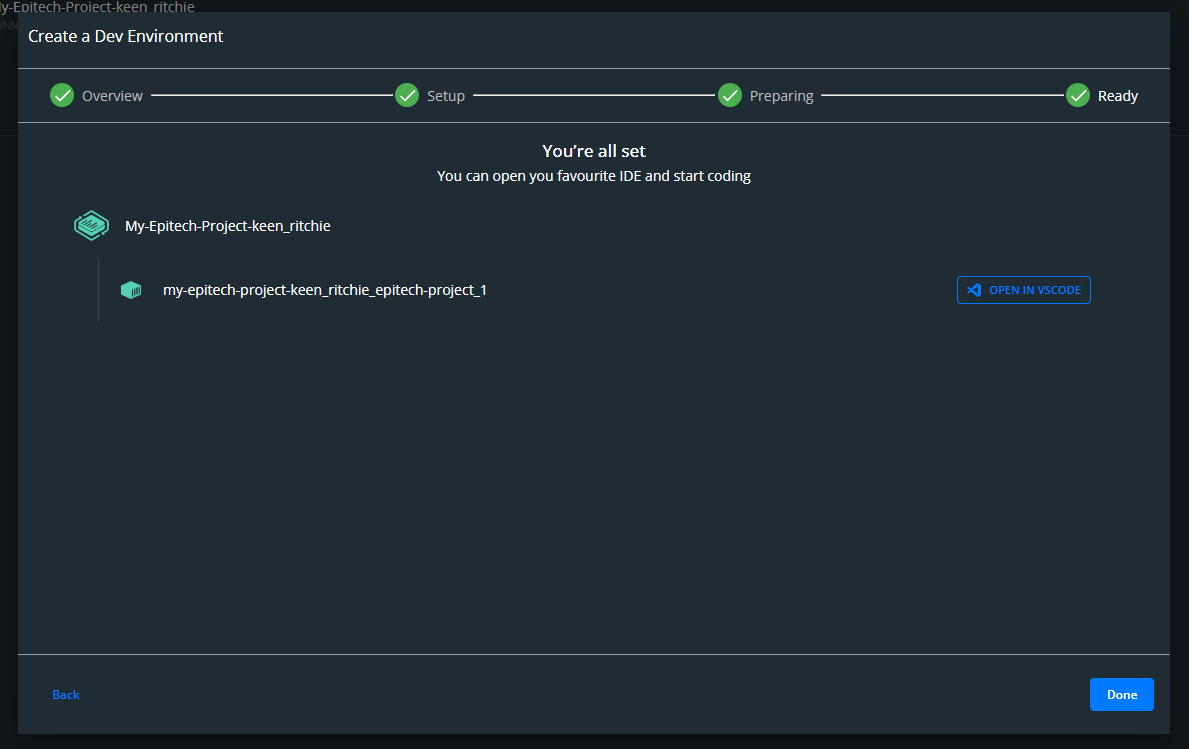 y-Epitech-Project-keen_ritchie
Create a Dev Environment
Overview
Setup
Preparing
Ready
You’re all set
You can open you favourite IDE and start coding
My-Epitech-Project-keen_ritchie
my-epitech-project-keen_ritchie_epitech-project_1
OPEN IN VSCODE
Back
Done